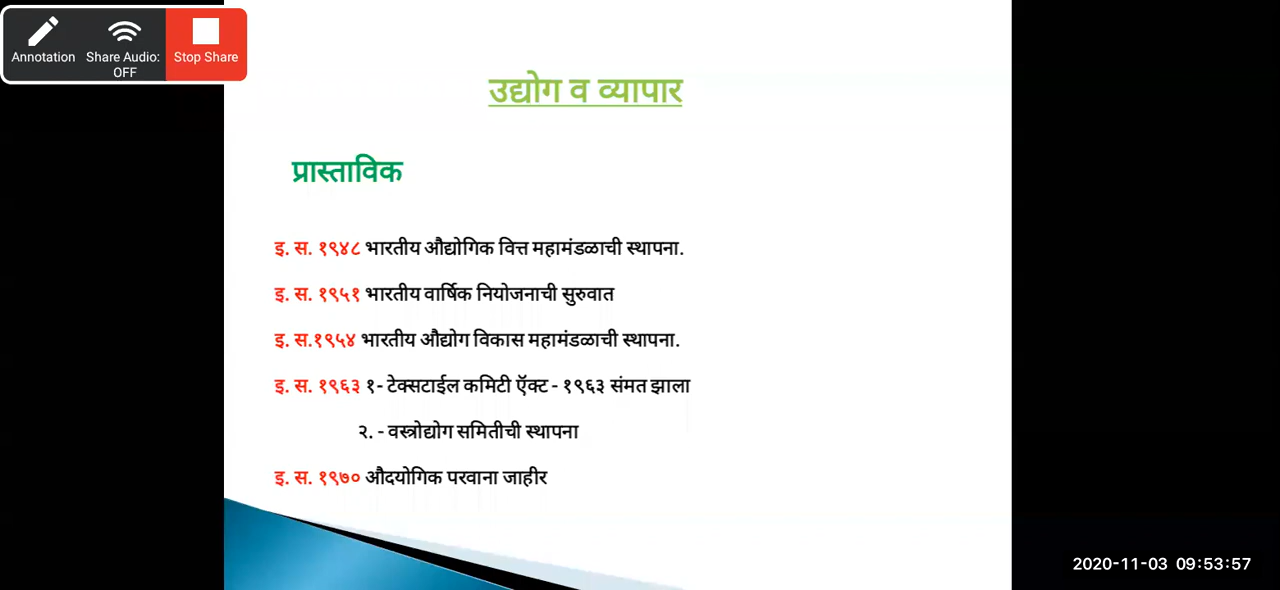 Annotation
Share Audio:
OFF
Stop Share
उद्योग व व्यापार
प्रास्ताविक
इ. स. १९४८ भारतीय औद्योगिक वित्त महामंडळाची स्थापना.
इ. स. १९५१ भारतीय वार्षिक नियोजनाची सुरुवात
इ. स.१९५४ भारतीय औद्योग विकास महामंडळाची स्थापना.
इ. स. १९६३ १- टेक्सटाईल कमिटी ऍक्ट - १९६३ संमत झाला
२. - वस्त्रोद्योग समितीची स्थापना
इ. स. १९७० औदयोगिक परवाना जाहीर
2020-11-03 09:53:57